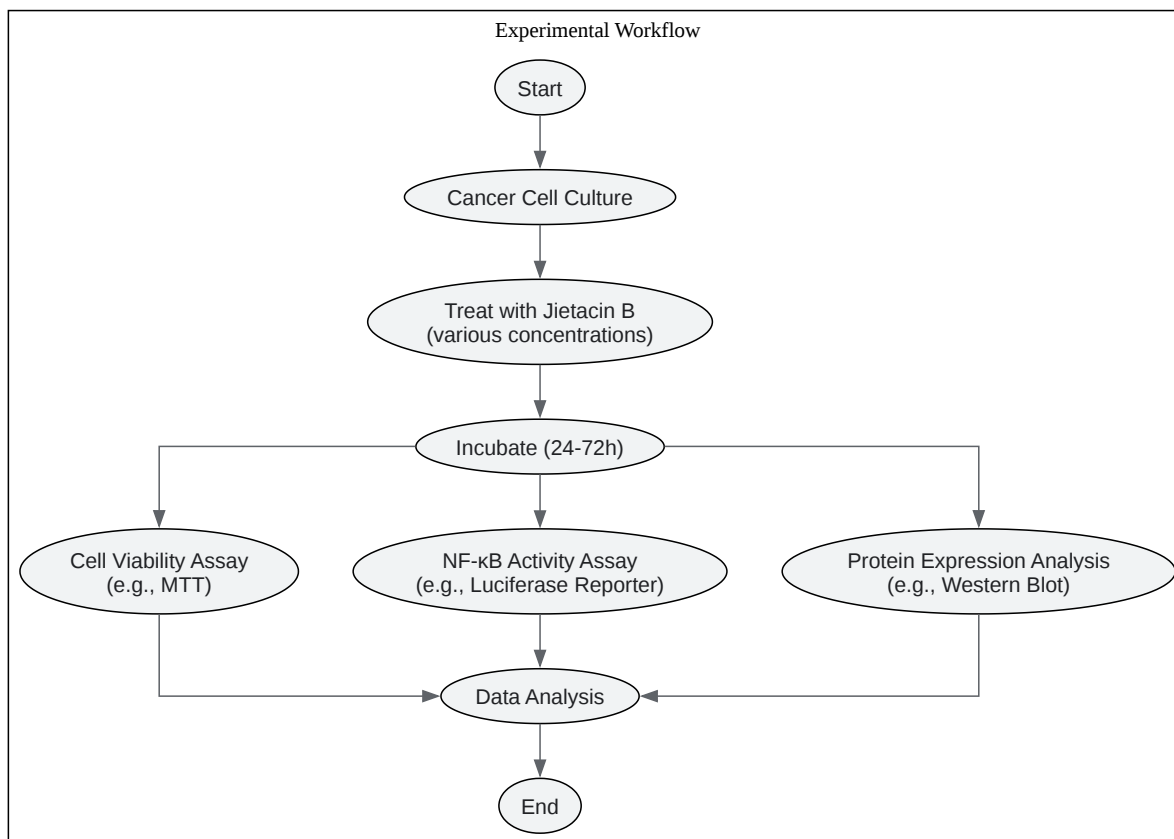 Experimental Workflow
Start
Cancer Cell Culture
Treat with Jietacin B
(various concentrations)
Incubate (24-72h)
Cell Viability Assay
(e.g., MTT)
NF-κB Activity Assay
(e.g., Luciferase Reporter)
Protein Expression Analysis
(e.g., Western Blot)
Data Analysis
End